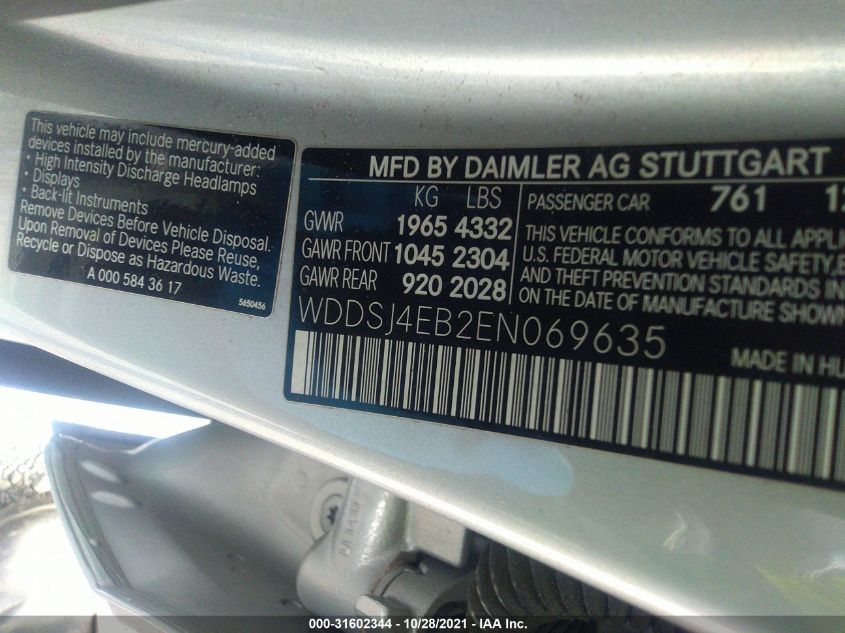 This vehicle may include mercury-added
devices installed by the manufacturer:
• High Intensity Discharge Headlamps
• Displays
• Back-lit Instruments
Remove Devices Before Vehicle Disposal.
Upon Removal of Devices Please Reuse,
Recycle or Dispose as Hazardous Waste.
A 000 584 36 17
5650456
MFD BY DAIMLER AG STUTTGART
KG LBS
GVWR 1965 4332
GAWR FRONT 1045 2304
GAWR REAR 920 2028
PASSENGER CAR 761
THIS VEHICLE CONFORMS TO ALL
U.S. FEDERAL MOTOR VEHICLE SAFETY,
AND THEFT PREVENTION STANDARDS IN
ON THE DATE OF MANUFACTURE SHOWN
WDDSJ4EB2EN069635
MADE IN
000-31602344 - 10/28/2021 - IAA Inc.